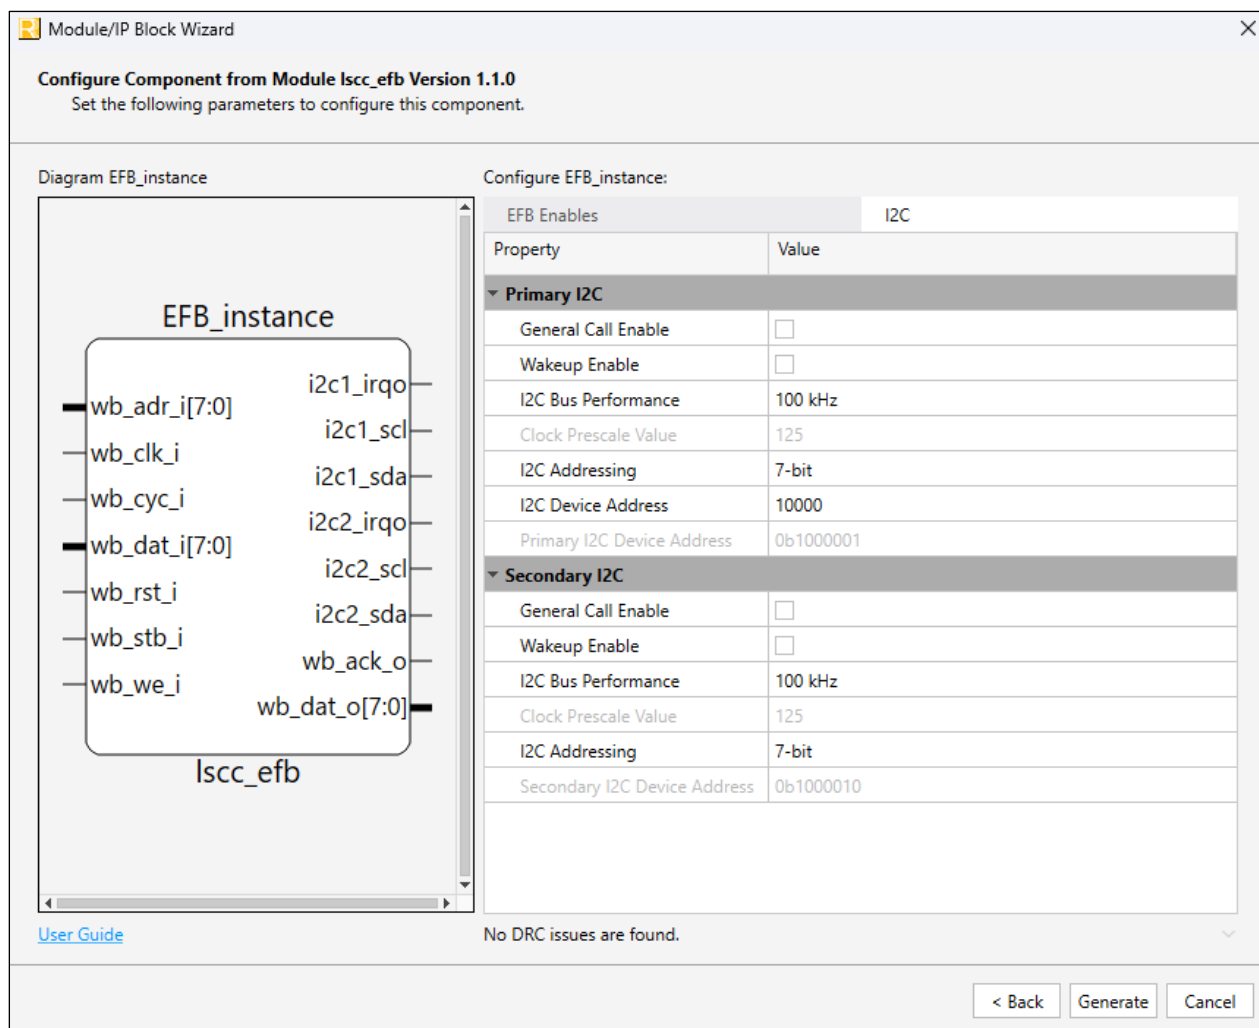 Module/IP Block Wizard
Configure Component from Module lscc_efb Version 1.1.0
Set the following parameters to configure this component.
Diagram EFB_instance
EFB_instance
wb_adr_i[7:0]
wb_clk_i
wb_cyc_i
wb_dat_i[7:0]
wb_rst_i
wb_stb_i
wb_we_i
i2c1_irqo
i2c1_scl
i2c1_sda
i2c2_irqo
i2c2_scl
i2c2_sda
wb_ack_o
wb_dat_o[7:0]
lscc_efb
User Guide
Configure EFB_instance:
EFB Enables I2C
Property Value
Primary I2C
General Call Enable
Wakeup Enable
I2C Bus Performance 100 kHz
Clock Prescale Value 125
I2C Addressing 7-bit
I2C Device Address 10000
Primary I2C Device Address 0b1000001
Secondary I2C
General Call Enable
Wakeup Enable
I2C Bus Performance 100 kHz
Clock Prescale Value 125
I2C Addressing 7-bit
Secondary I2C Device Address 0b1000010
No DRC issues are found.
< Back Generate Cancel